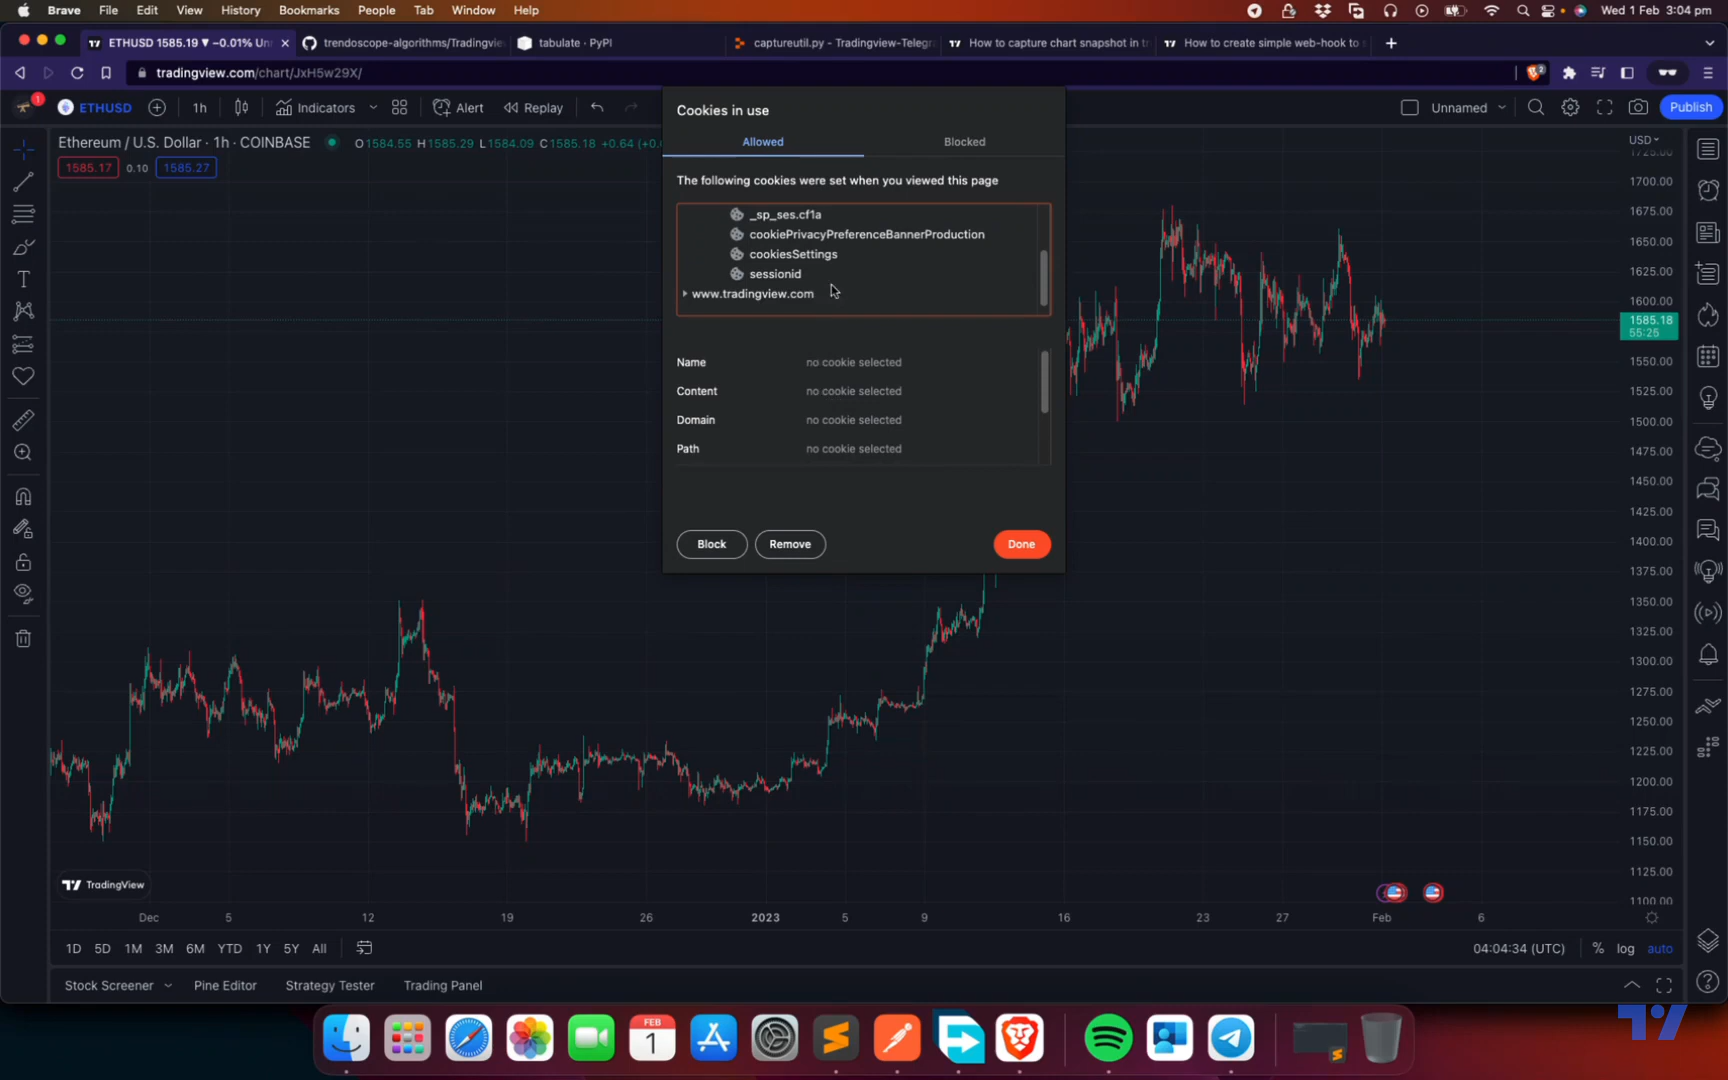 Brave File Edit View History Bookmarks People Tab Window Help Wed 1 Feb 3:04 pm
ETHUSD 1585.19 ▼ −0.01% Un
trendoscope-algorithms/Tradingvie
tabulate · PyPI
captureutil.py - Tradingview-Telegr
How to capture chart snapshot in t
How to create simple web-hook to
tradingview.com/chart/JxH5w29X/
2
1
ETHUSD 1h Indicators Alert Replay Unnamed Publish
Ethereum / U.S. Dollar · 1h · COINBASE O1584.55 H1585.29 L1584.09 C1585.18 +0.64
1585.17 0.10 1585.27
Cookies in use
Allowed Blocked
The following cookies were set when you viewed this page
_sp_ses.cf1a
cookiePrivacyPreferenceBannerProduction
cookiesSettings
sessionid
www.tradingview.com
Name no cookie selected
Content no cookie selected
Domain no cookie selected
Path no cookie selected
Block Remove Done
USD
1725.00
1700.00
1675.00
1650.00
1625.00
1600.00
1585.18
55:25
1550.00
1525.00
1500.00
1475.00
1450.00
1425.00
1400.00
1375.00
1350.00
1325.00
1300.00
1275.00
1250.00
1225.00
1200.00
1175.00
1150.00
1125.00
1100.00
TradingView
Dec 5 12 19 26 2023 5 9 16 23 27 Feb 6
1D 5D 1M 3M 6M YTD 1Y 5Y All 04:04:34 (UTC) % log auto
Stock Screener Pine Editor Strategy Tester Trading Panel
FEB
1